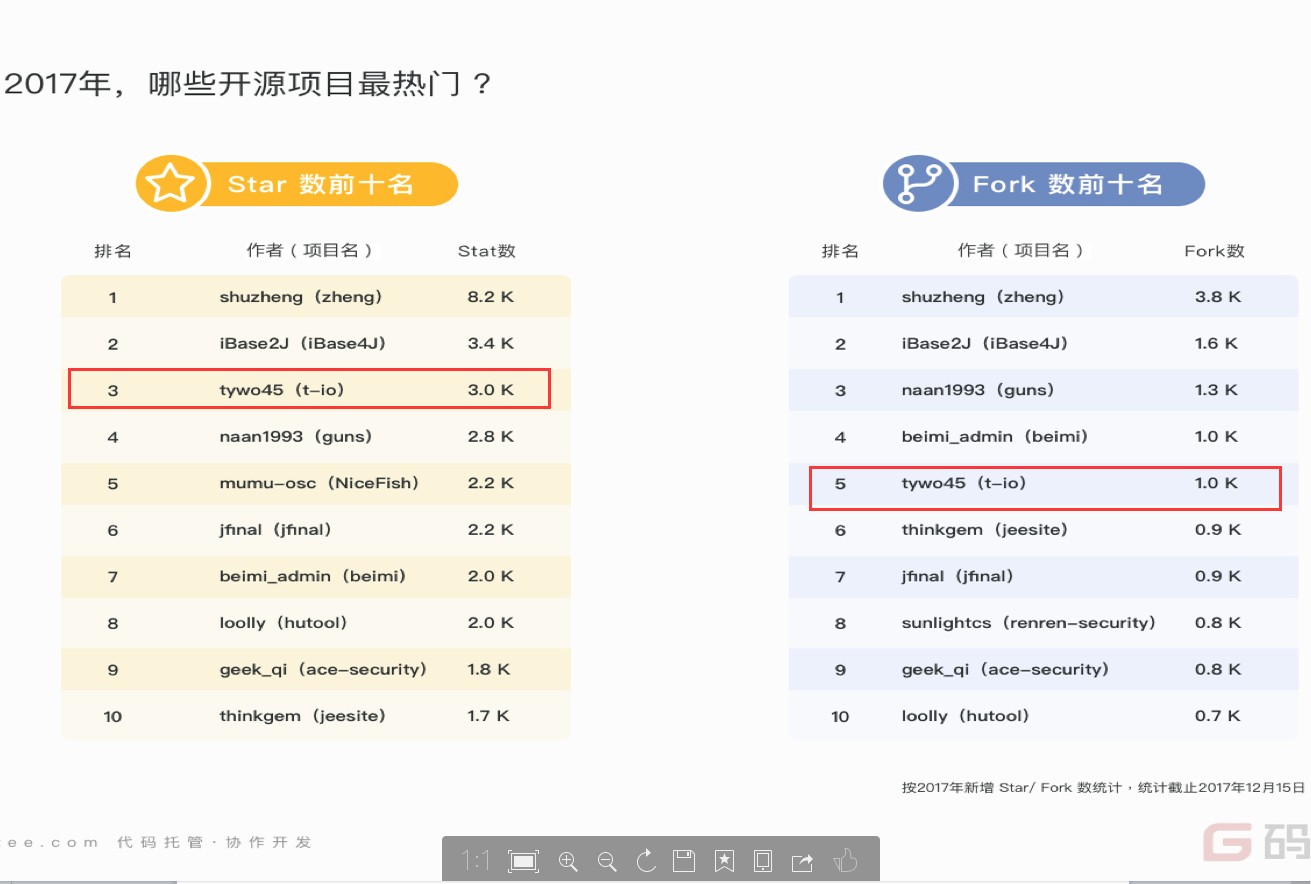 2017年，哪些开源项目最热门？
Star 数前十名
排名 作者（项目名） Stat数
1 shuzheng（zheng） 8.2 K
2 iBase2J（iBase4J） 3.4 K
3 tywo45（t-io） 3.0 K
4 naan1993（guns） 2.8 K
5 mumu-osc（NiceFish） 2.2 K
6 jfinal（jfinal） 2.2 K
7 beimi_admin（beimi） 2.0 K
8 loolly（hutool） 2.0 K
9 geek_qi（ace-security） 1.8 K
10 thinkgem（jeesite） 1.7 K
Fork 数前十名
排名 作者（项目名） Fork数
1 shuzheng（zheng） 3.8 K
2 iBase2J（iBase4J） 1.6 K
3 naan1993（guns） 1.3 K
4 beimi_admin（beimi） 1.0 K
5 tywo45（t-io） 1.0 K
6 thinkgem（jeesite） 0.9 K
7 jfinal（jfinal） 0.9 K
8 sunlightcs（renren-security） 0.8 K
9 geek_qi（ace-security） 0.8 K
10 loolly（hutool） 0.7 K
按2017年新增 Star/ Fork 数统计，统计截止2017年12月15日
ee.com 代码托管·协作开发
1:1
G 码